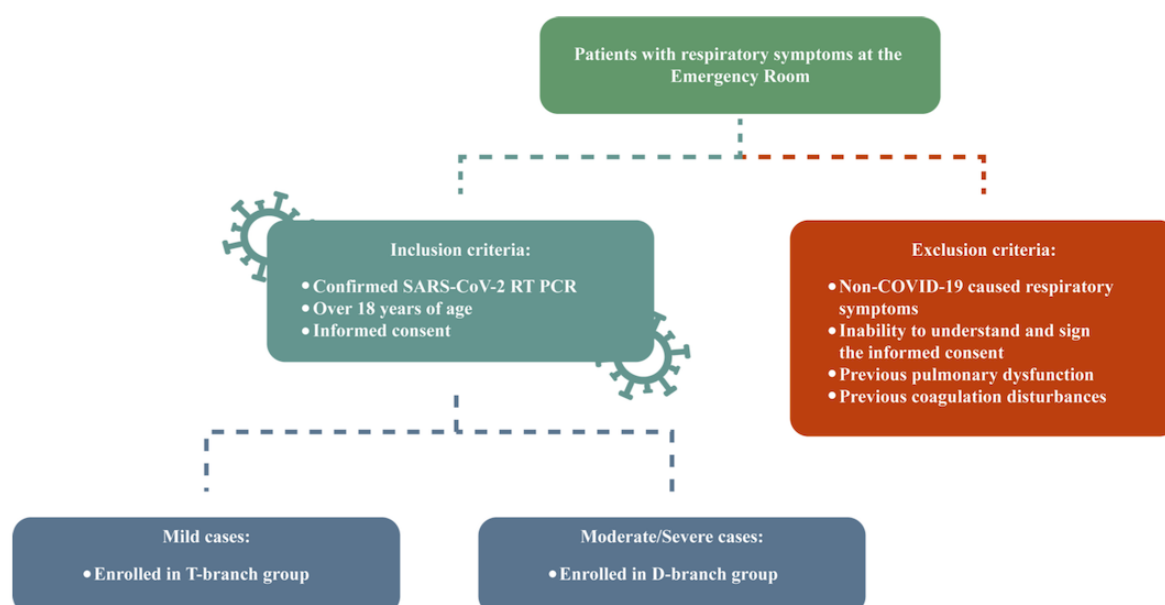 Patients with respiratory symptoms at the
Emergency Room
Inclusion criteria:
• Confirmed SARS-CoV-2 RT PCR
• Over 18 years of age
• Informed consent
Exclusion criteria:
• Non-COVID-19 caused respiratory
symptoms
• Inability to understand and sign
the informed consent
• Previous pulmonary dysfunction
• Previous coagulation disturbances
Mild cases:
• Enrolled in T-branch group
Moderate/Severe cases:
• Enrolled in D-branch group